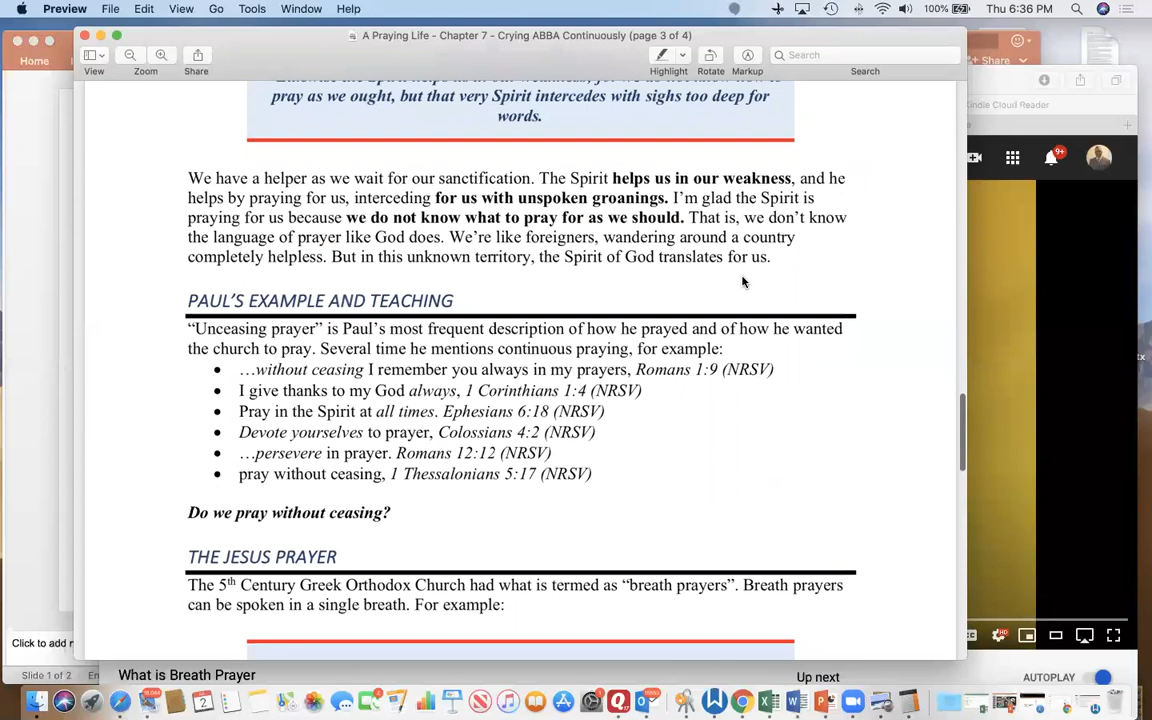 Preview File Edit View Go Tools Window Help 100% Thu 6:36 PM
A Praying Life - Chapter 7 - Crying ABBA Continuously (page 3 of 4)
Home
Share
Search
View Zoom Share Highlight Rotate Markup Search
Kindle Cloud Reader
9+
pray as we ought, but that very Spirit intercedes with sighs too deep for
words.
We have a helper as we wait for our sanctification. The Spirit helps us in our weakness, and he
helps by praying for us, interceding for us with unspoken groanings. I'm glad the Spirit is
praying for us because we do not know what to pray for as we should. That is, we don't know
the language of prayer like God does. We're like foreigners, wandering around a country
completely helpless. But in this unknown territory, the Spirit of God translates for us.
PAUL'S EXAMPLE AND TEACHING
“Unceasing prayer” is Paul's most frequent description of how he prayed and of how he wanted
the church to pray. Several time he mentions continuous praying, for example:
• …without ceasing I remember you always in my prayers, Romans 1:9 (NRSV)
• I give thanks to my God always, 1 Corinthians 1:4 (NRSV)
• Pray in the Spirit at all times. Ephesians 6:18 (NRSV)
• Devote yourselves to prayer, Colossians 4:2 (NRSV)
• …persevere in prayer. Romans 12:12 (NRSV)
• pray without ceasing, 1 Thessalonians 5:17 (NRSV)
Do we pray without ceasing?
THE JESUS PRAYER
The 5th Century Greek Orthodox Church had what is termed as “breath prayers”. Breath prayers
can be spoken in a single breath. For example:
Click to add
Slide 1 of 2
What is Breath Prayer
Up next
AUTOPLAY